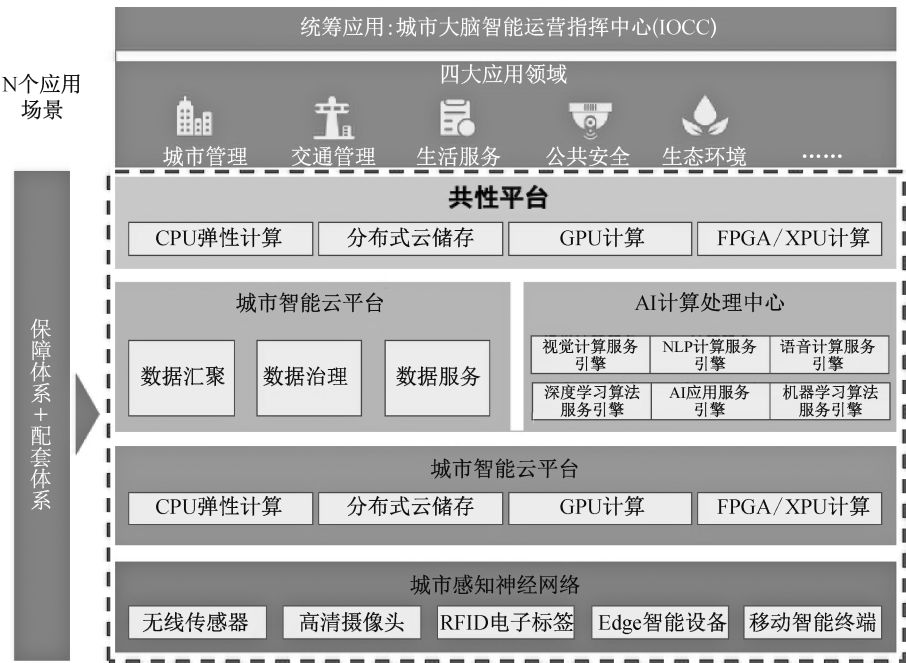 统筹应用:城市大脑智能运营指挥中心(IOCC)
N个应用
场景
四大应用领域
城市管理
交通管理
生活服务
公共安全
生态环境
……
保障体系+配套体系
共性平台
CPU弹性计算
分布式云储存
GPU计算
FPGA/XPU计算
城市智能云平台
数据汇聚
数据治理
数据服务
AI计算处理中心
视觉计算服务
引擎
NLP计算服务
引擎
语音计算服务
引擎
深度学习算法
服务引擎
AI应用服务
引擎
机器学习算法
服务引擎
城市智能云平台
CPU弹性计算
分布式云储存
GPU计算
FPGA/XPU计算
城市感知神经网络
无线传感器
高清摄像头
RFID电子标签
Edge智能设备
移动智能终端